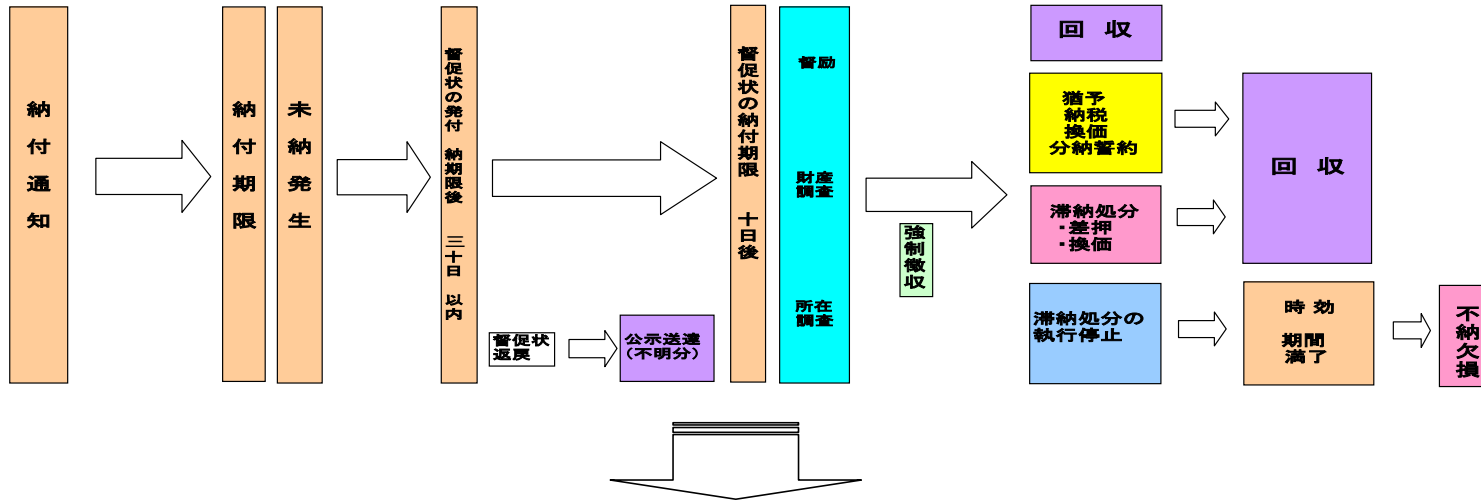 納付通知
納付期限
未納発生
督促状の発付　納期限後　三十日　以内
督促状
返戻
公示送達
（不明分）
督促状の納付期限　十日後
督励
財産
調査
所在
調査
強制徴収
回　収
猶予
納税
換価
分納誓約
滞納処分
・差押
・換価
回　収
滞納処分の
執行停止
時 効
期間
満了
不納欠損